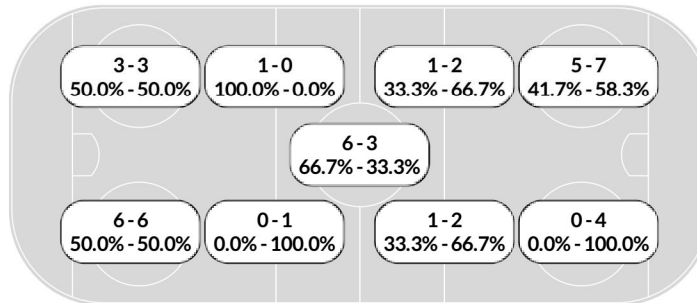 3 - 3
50.0% - 50.0%
1 - 0
100.0% - 0.0%
1 - 2
33.3% - 66.7%
5 - 7
41.7% - 58.3%
6 - 3
66.7% - 33.3%
6 - 6
50.0% - 50.0%
0 - 1
0.0% - 100.0%
1 - 2
33.3% - 66.7%
0 - 4
0.0% - 100.0%